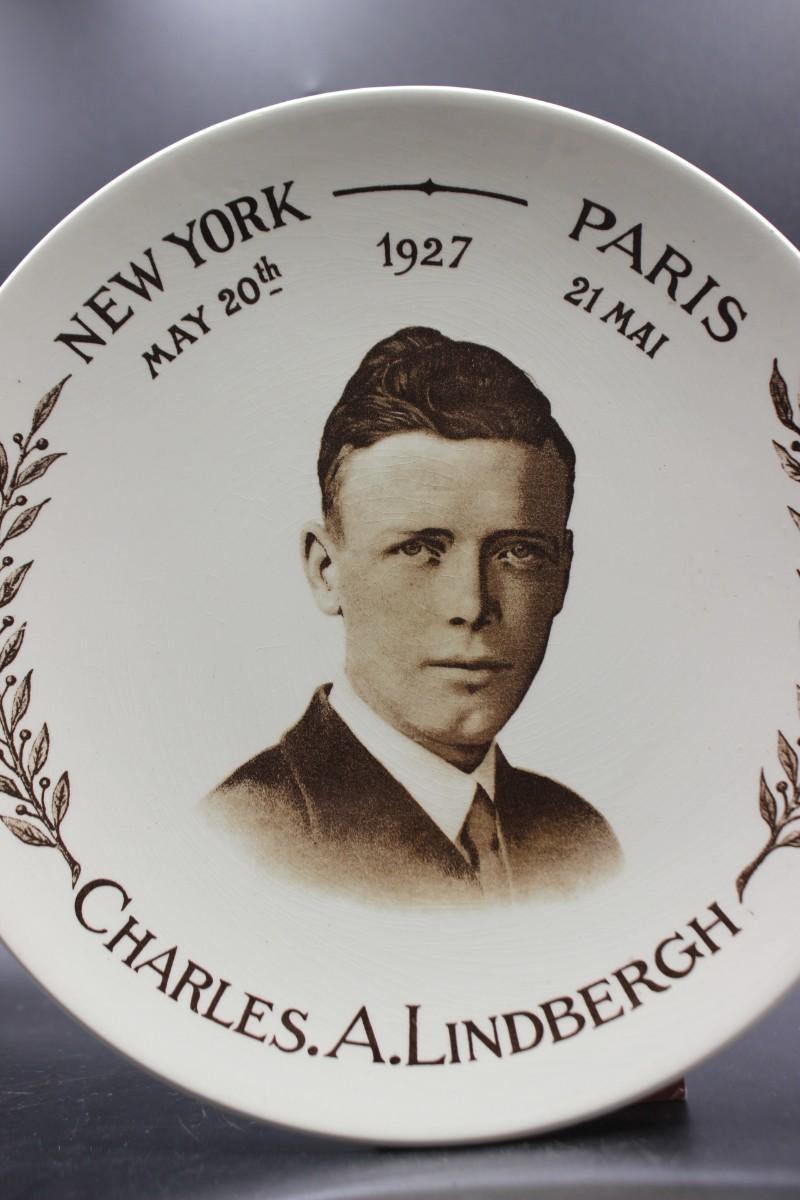 NEW YORK
PARIS
MAY 20th
1927
21 MAI
CHARLES. A. LINDBERGH